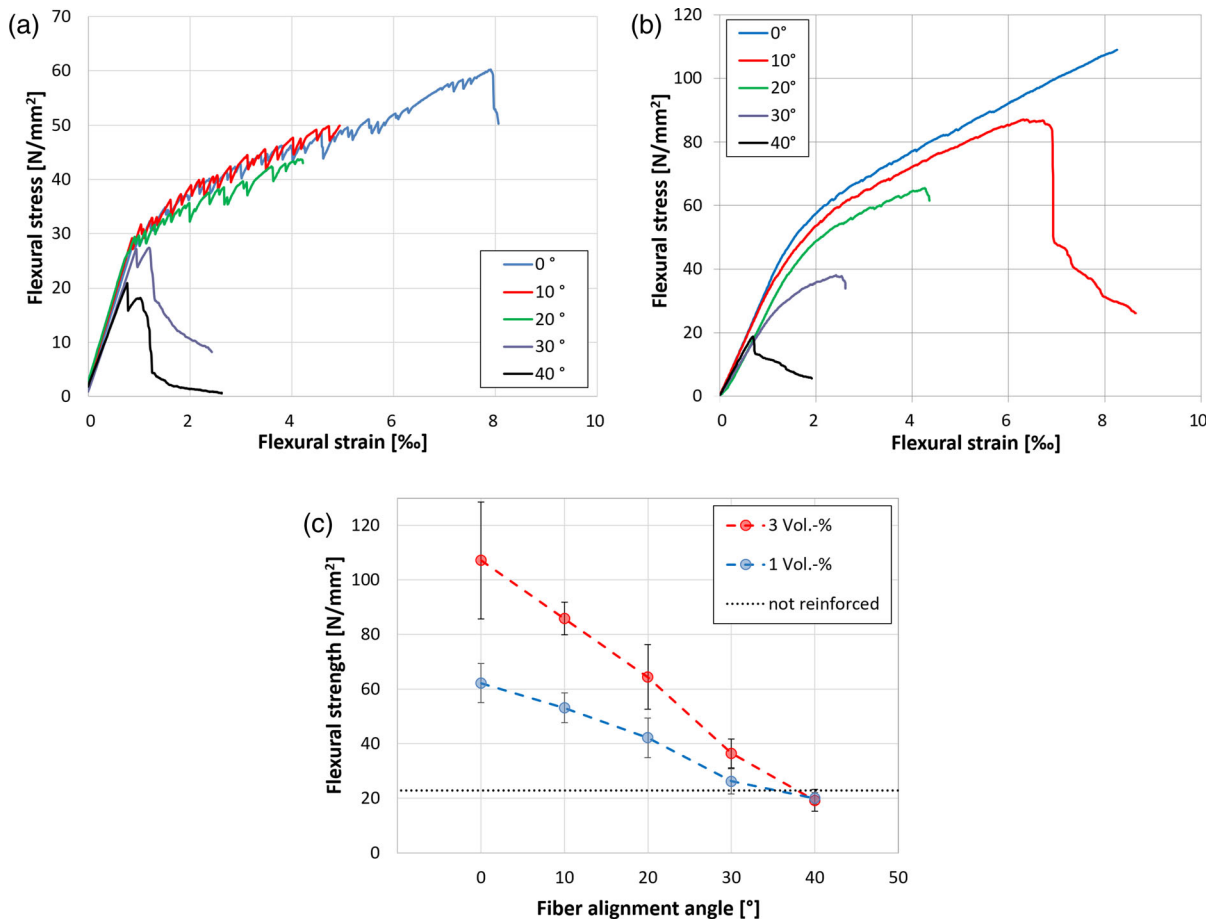 (a)
70
60
50
40
30
20
10
0
Flexural stress [N/mm²]
0 °
10 °
20 °
30 °
40 °
0 2 4 6 8 10
Flexural strain [‰]
(b)
120
100
80
60
40
20
0
Flexural stress [N/mm²]
0°
10°
20°
30°
40°
0 2 4 6 8 10
Flexural strain [‰]
(c)
120
100
80
60
40
20
0
Flexural strength [N/mm²]
3 Vol.-%
1 Vol.-%
not reinforced
0 10 20 30 40 50
Fiber alignment angle [°]